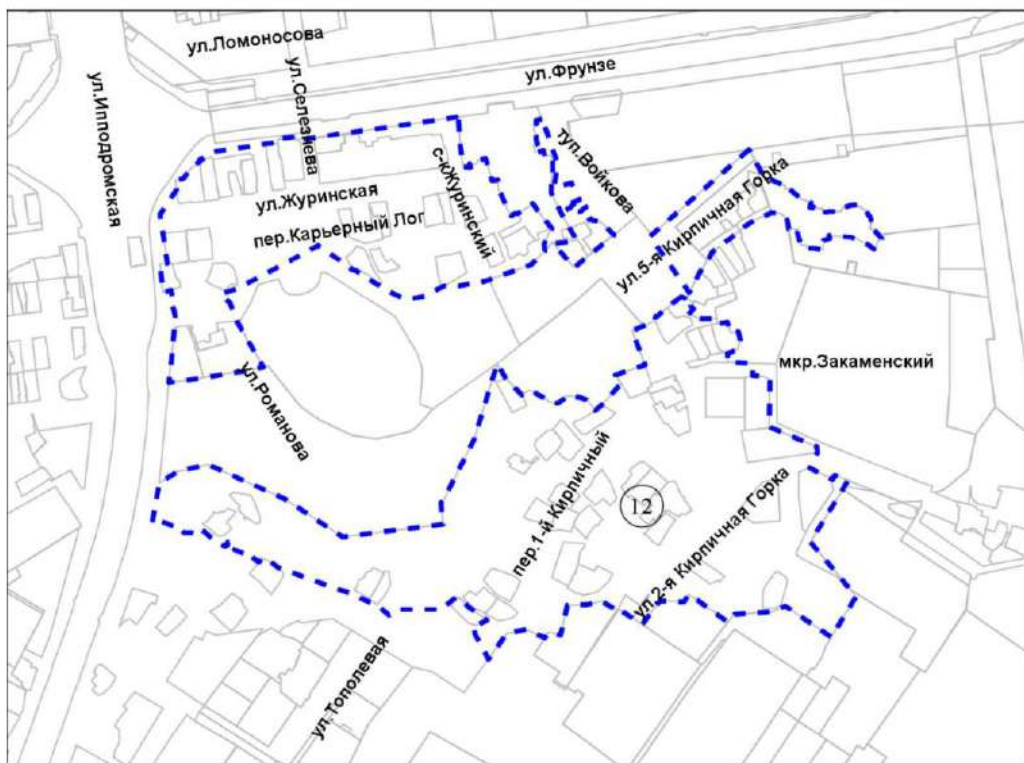 ул.Ломоносова
ул.Фрунзе
ул.Ипподромская
ул.Селезнева
туп.Войкова
с-кЖуринский
ул.Журинская
пер.Карьерный Лог
ул.5-я Кирпичная Горка
мкр.Закаменский
ул.Романова
пер.1-й Кирпичный
12
ул.2-я Кирпичная Горка
ул.Тополевая